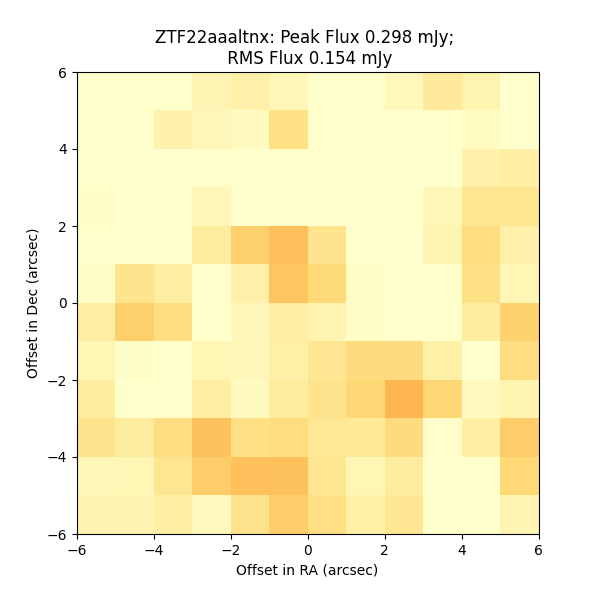 ZTF22aaaltnx: Peak Flux 0.298 mJy;
RMS Flux 0.154 mJy
6
4
2
0
−2
−4
−6
Offset in Dec (arcsec)
−6 −4 −2 0 2 4 6
Offset in RA (arcsec)